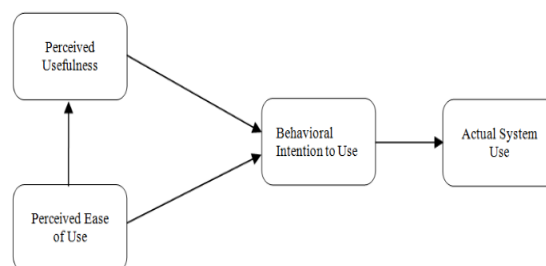 Perceived
Usefulness
Behavioral
Intention to Use
Actual System
Use
Perceived Ease
of Use